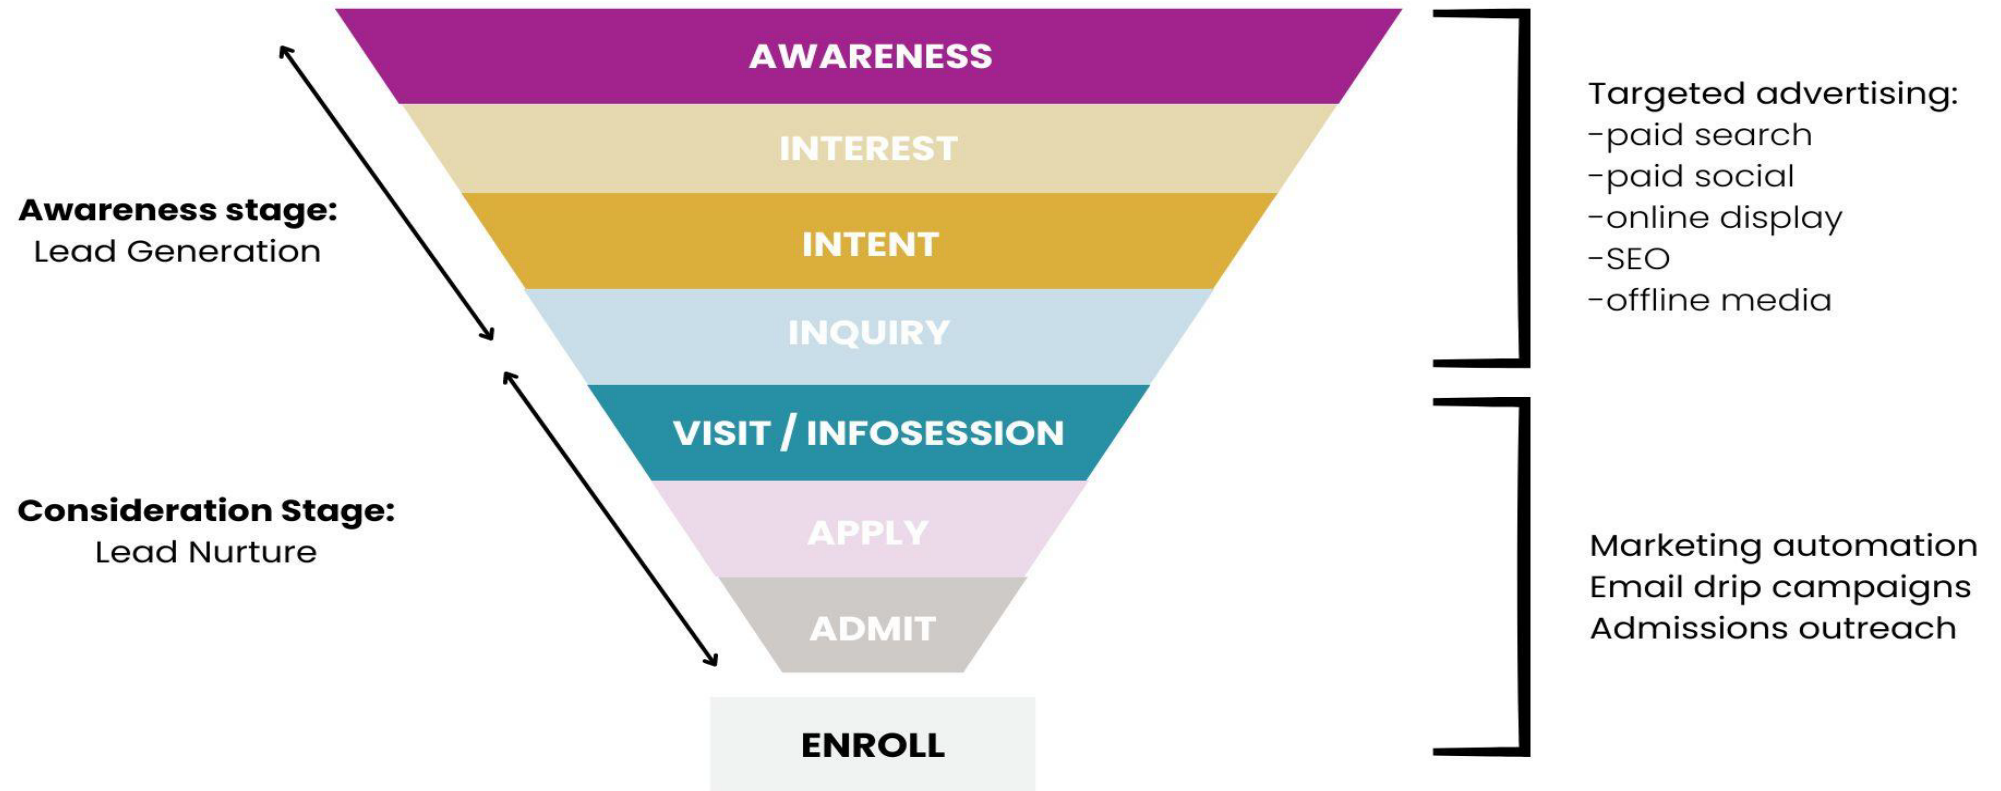 AWARENESS
INTEREST
INTENT
INQUIRY
VISIT / INFOSESSION
APPLY
ADMIT
ENROLL
Awareness stage:
Lead Generation
Consideration Stage:
Lead Nurture
Targeted advertising:
-paid search
-paid social
-online display
-SEO
-offline media
Marketing automation
Email drip campaigns
Admissions outreach